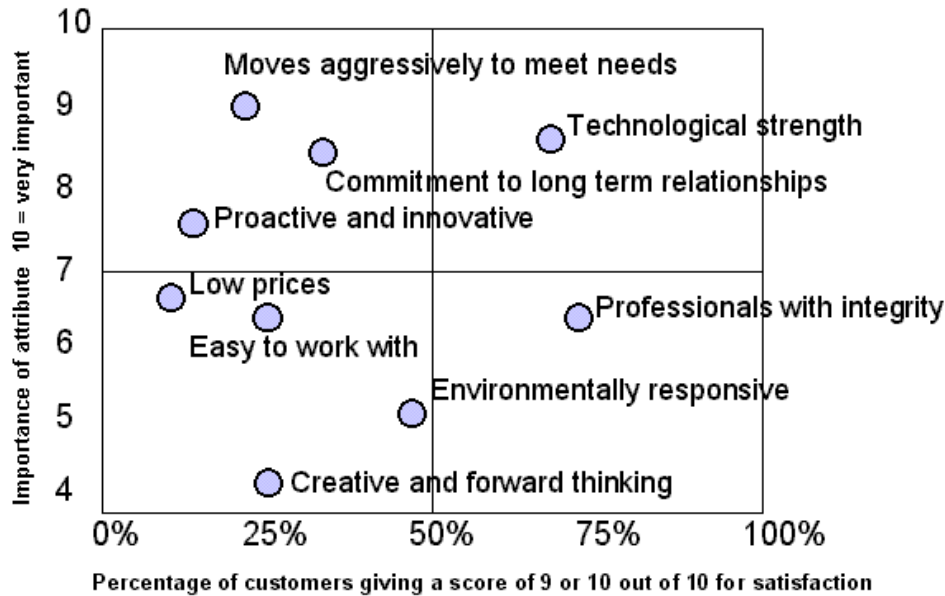 10
Moves aggressively to meet needs
9
Technological strength
8
Commitment to long term relationships
Proactive and innovative
7
Low prices
Professionals with integrity
6
Easy to work with
Environmentally responsive
5
Creative and forward thinking
4
0% 25% 50% 75% 100%
Percentage of customers giving a score of 9 or 10 out of 10 for satisfaction
Importance of attribute 10 = very important